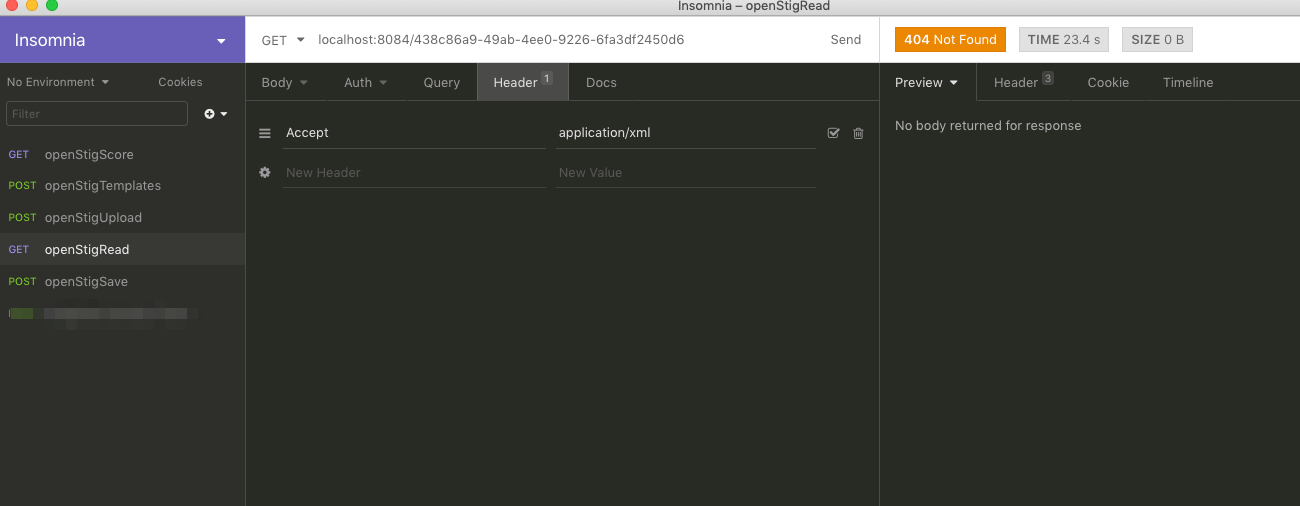 Insomnia – openStigRead
Insomnia
GET localhost:8084/438c86a9-49ab-4ee0-9226-6fa3df2450d6 Send
404 Not Found TIME 23.4 s SIZE 0 B
No Environment Cookies
Filter
GET openStigScore
POST openStigTemplates
POST openStigUpload
GET openStigRead
POST openStigSave
Body Auth Query Header 1 Docs
Accept application/xml
New Header New Value
Preview Header 3 Cookie Timeline
No body returned for response